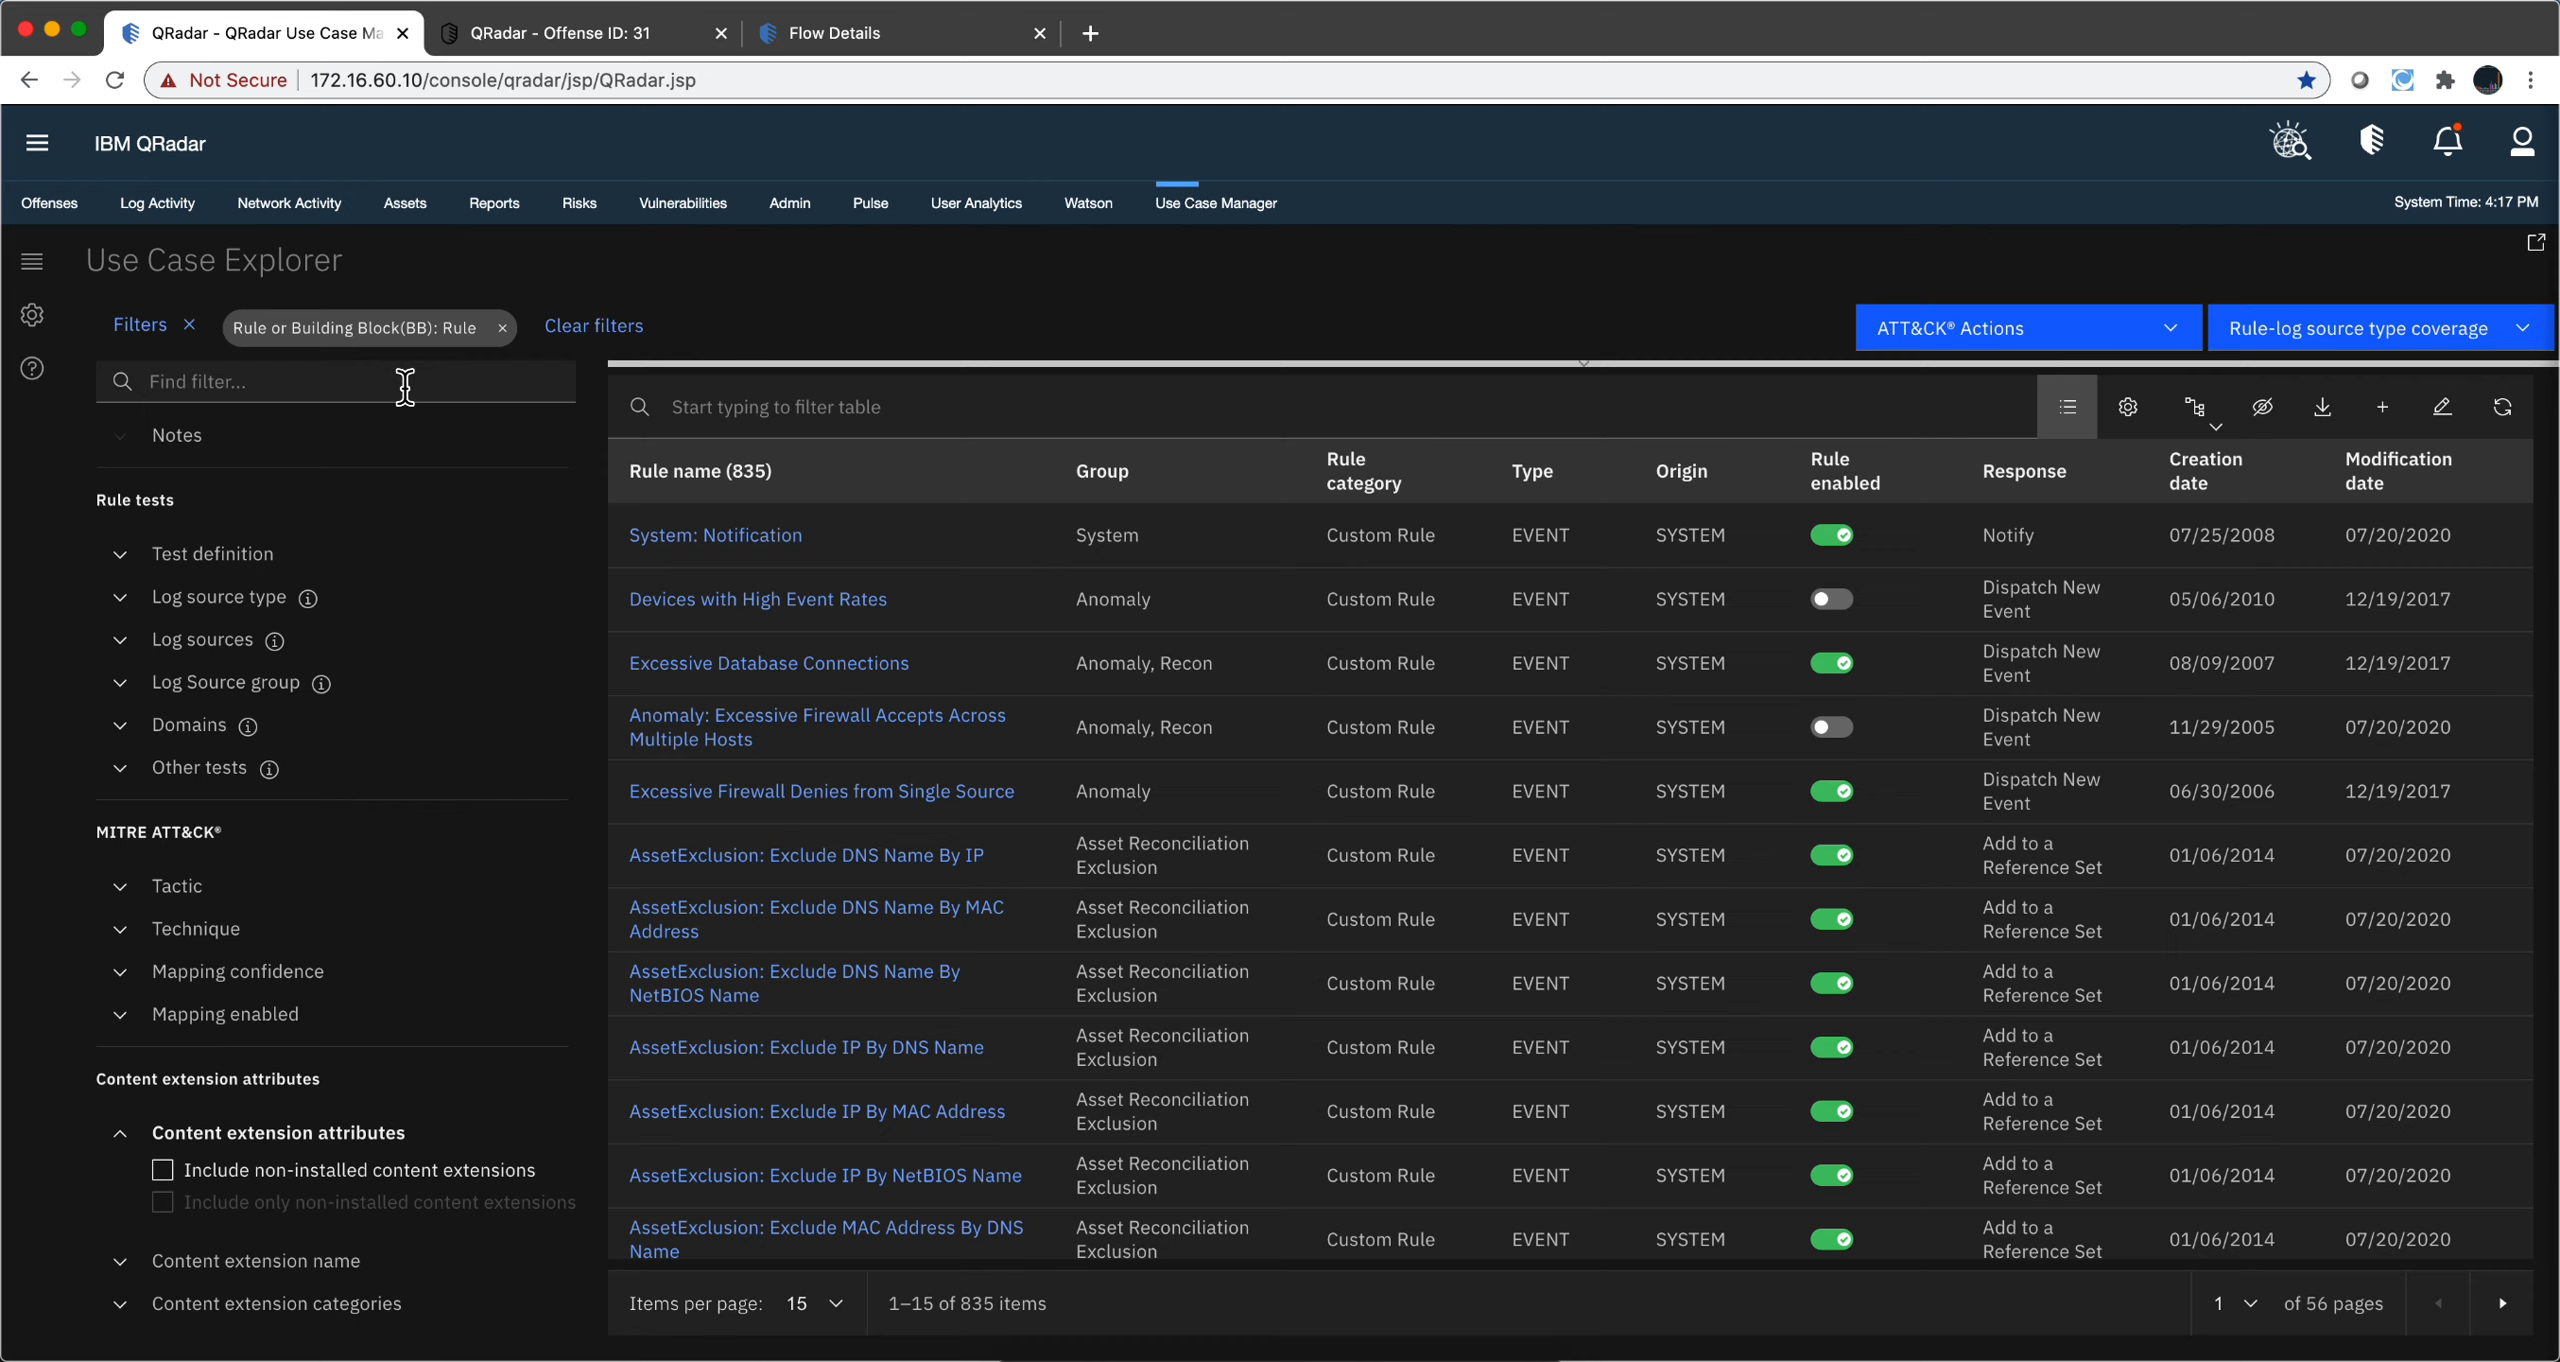 QRadar - QRadar Use Case Ma
QRadar - Offense ID: 31
Flow Details
Not Secure
172.16.60.10/console/qradar/jsp/QRadar.jsp
IBM QRadar
Offenses
Log Activity
Network Activity
Assets
Reports
Risks
Vulnerabilities
Admin
Pulse
User Analytics
Watson
Use Case Manager
System Time: 4:17 PM
Use Case Explorer
Filters
Rule or Building Block(BB): Rule
Clear filters
ATT&CK® Actions
Rule-log source type coverage
Find filter...
Notes
Rule tests
Test definition
Log source type
Log sources
Log Source group
Domains
Other tests
MITRE ATT&CK®
Tactic
Technique
Mapping confidence
Mapping enabled
Content extension attributes
Content extension attributes
Include non-installed content extensions
Include only non-installed content extensions
Content extension name
Content extension categories
Start typing to filter table
Rule name (835)
Group
Rule
category
Type
Origin
Rule
enabled
Response
Creation
date
Modification
date
System: Notification
System
Custom Rule
EVENT
SYSTEM
Notify
07/25/2008
07/20/2020
Devices with High Event Rates
Anomaly
Custom Rule
EVENT
SYSTEM
Dispatch New
Event
05/06/2010
12/19/2017
Excessive Database Connections
Anomaly, Recon
Custom Rule
EVENT
SYSTEM
Dispatch New
Event
08/09/2007
12/19/2017
Anomaly: Excessive Firewall Accepts Across
Multiple Hosts
Anomaly, Recon
Custom Rule
EVENT
SYSTEM
Dispatch New
Event
11/29/2005
07/20/2020
Excessive Firewall Denies from Single Source
Anomaly
Custom Rule
EVENT
SYSTEM
Dispatch New
Event
06/30/2006
12/19/2017
AssetExclusion: Exclude DNS Name By IP
Asset Reconciliation
Exclusion
Custom Rule
EVENT
SYSTEM
Add to a
Reference Set
01/06/2014
07/20/2020
AssetExclusion: Exclude DNS Name By MAC
Address
Asset Reconciliation
Exclusion
Custom Rule
EVENT
SYSTEM
Add to a
Reference Set
01/06/2014
07/20/2020
AssetExclusion: Exclude DNS Name By
NetBIOS Name
Asset Reconciliation
Exclusion
Custom Rule
EVENT
SYSTEM
Add to a
Reference Set
01/06/2014
07/20/2020
AssetExclusion: Exclude IP By DNS Name
Asset Reconciliation
Exclusion
Custom Rule
EVENT
SYSTEM
Add to a
Reference Set
01/06/2014
07/20/2020
AssetExclusion: Exclude IP By MAC Address
Asset Reconciliation
Exclusion
Custom Rule
EVENT
SYSTEM
Add to a
Reference Set
01/06/2014
07/20/2020
AssetExclusion: Exclude IP By NetBIOS Name
Asset Reconciliation
Exclusion
Custom Rule
EVENT
SYSTEM
Add to a
Reference Set
01/06/2014
07/20/2020
AssetExclusion: Exclude MAC Address By DNS
Name
Asset Reconciliation
Exclusion
Custom Rule
EVENT
SYSTEM
Add to a
Reference Set
01/06/2014
07/20/2020
Items per page: 15
1–15 of 835 items
1
of 56 pages